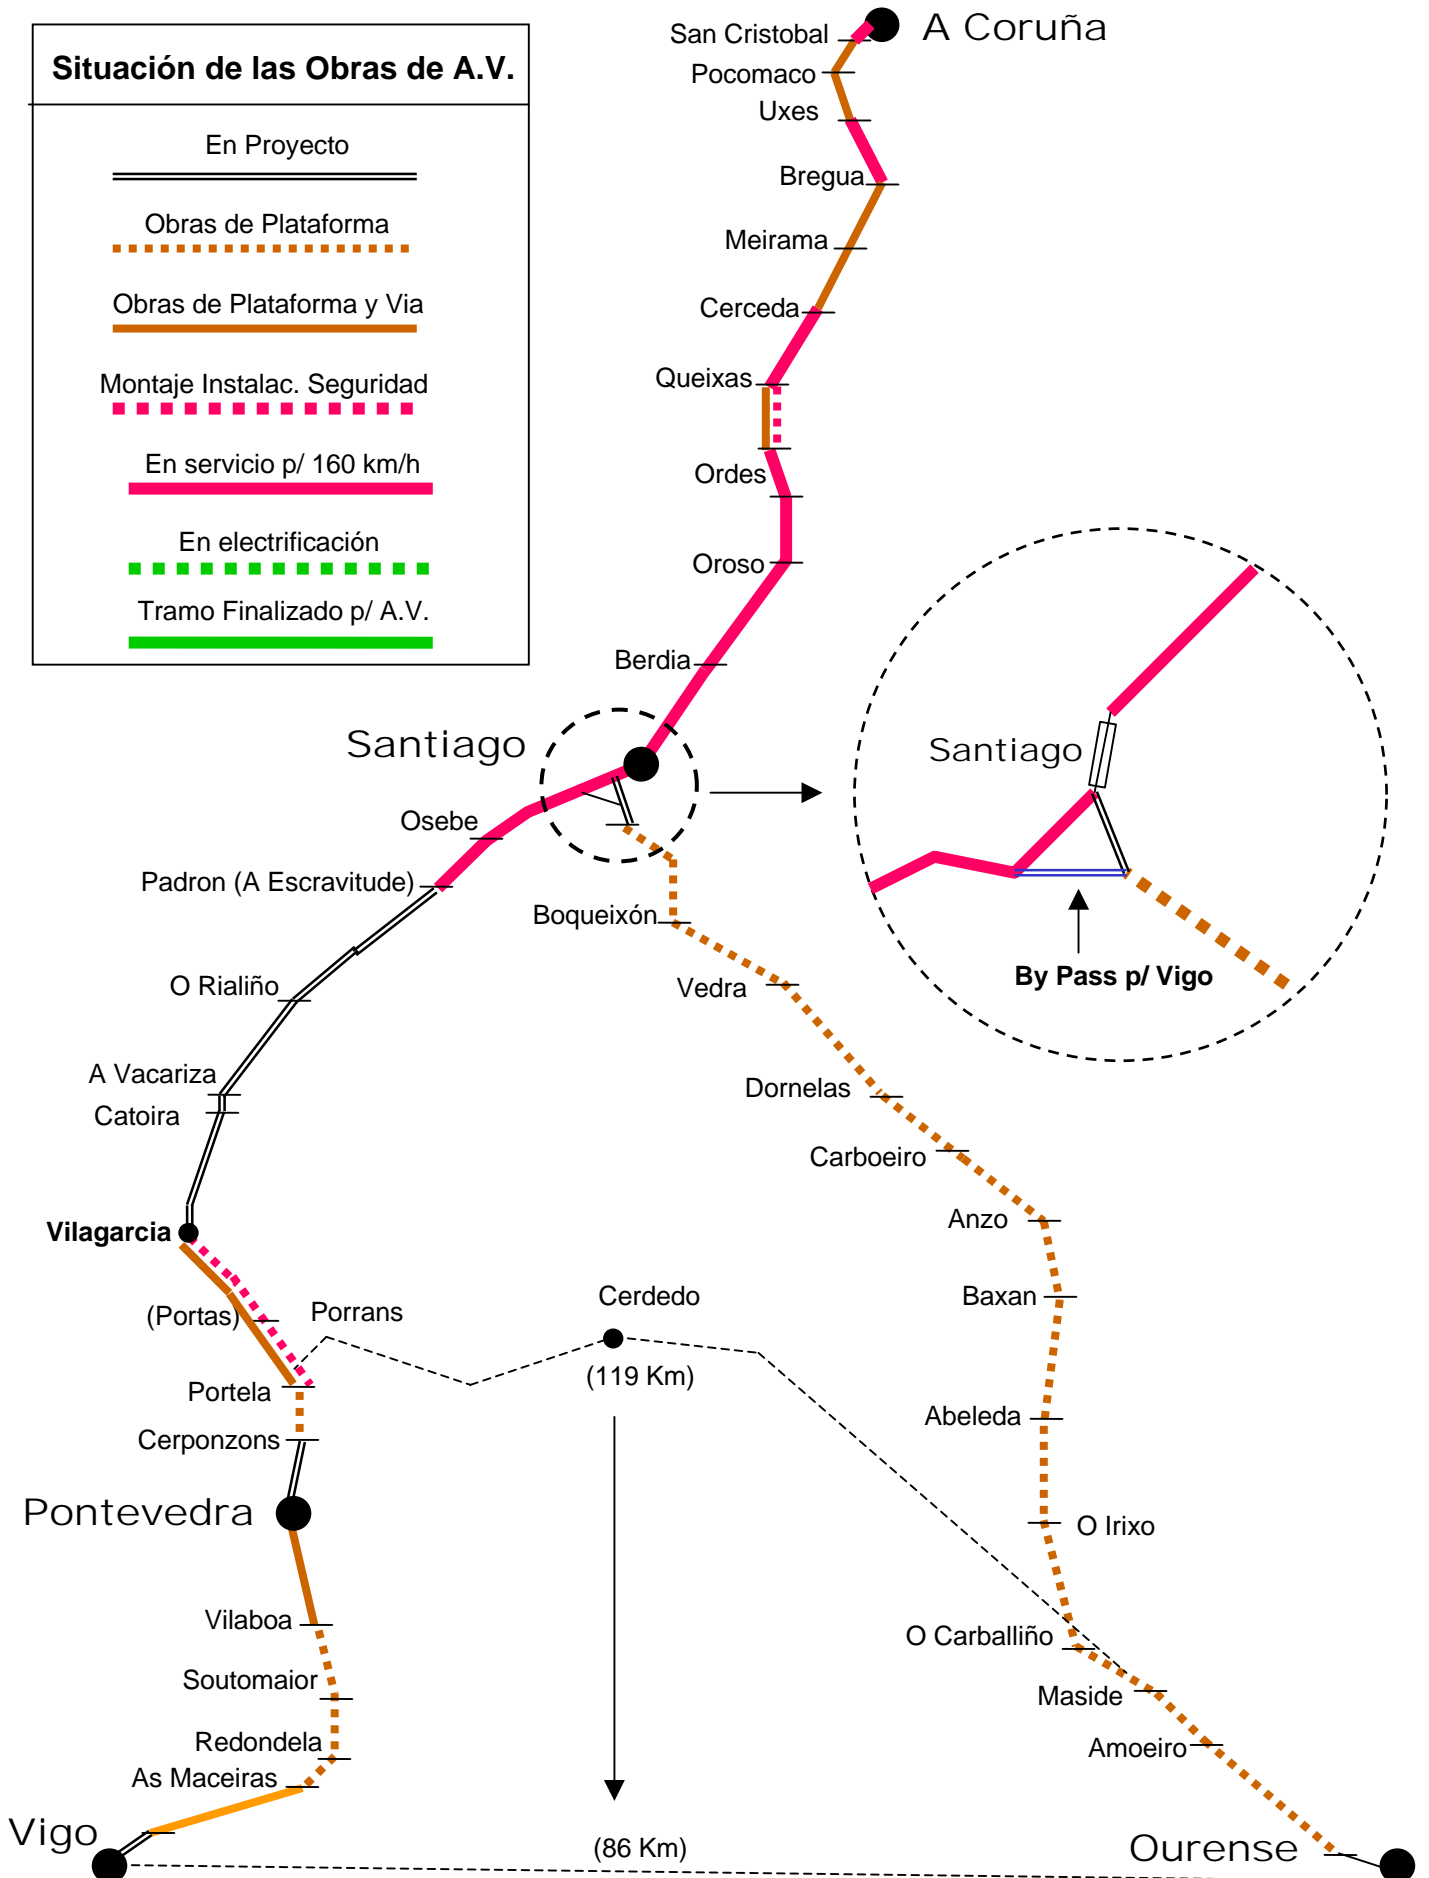 Situación de las Obras de A.V.
En Proyecto
Obras de Plataforma
Obras de Plataforma y Via
Montaje Instalac. Seguridad
En servicio p/ 160 km/h
En electrificación
Tramo Finalizado p/ A.V.
A Coruña
San Cristobal
Pocomaco
Uxes
Bregua
Meirama
Cerceda
Queixas
Ordes
Oroso
Berdia
Santiago
Santiago
By Pass p/ Vigo
Osebe
Padron (A Escravitude)
Boqueixón
O Rialiño
Vedra
A Vacariza
Catoira
Dornelas
Carboeiro
Vilagarcia
Anzo
Baxan
(Portas)
Porrans
Cerdedo
(119 Km)
Portela
Abeleda
Cerponzons
Pontevedra
O Irixo
Vilaboa
O Carballiño
Soutomaior
Maside
Redondela
Amoeiro
As Maceiras
Vigo
(86 Km)
Ourense